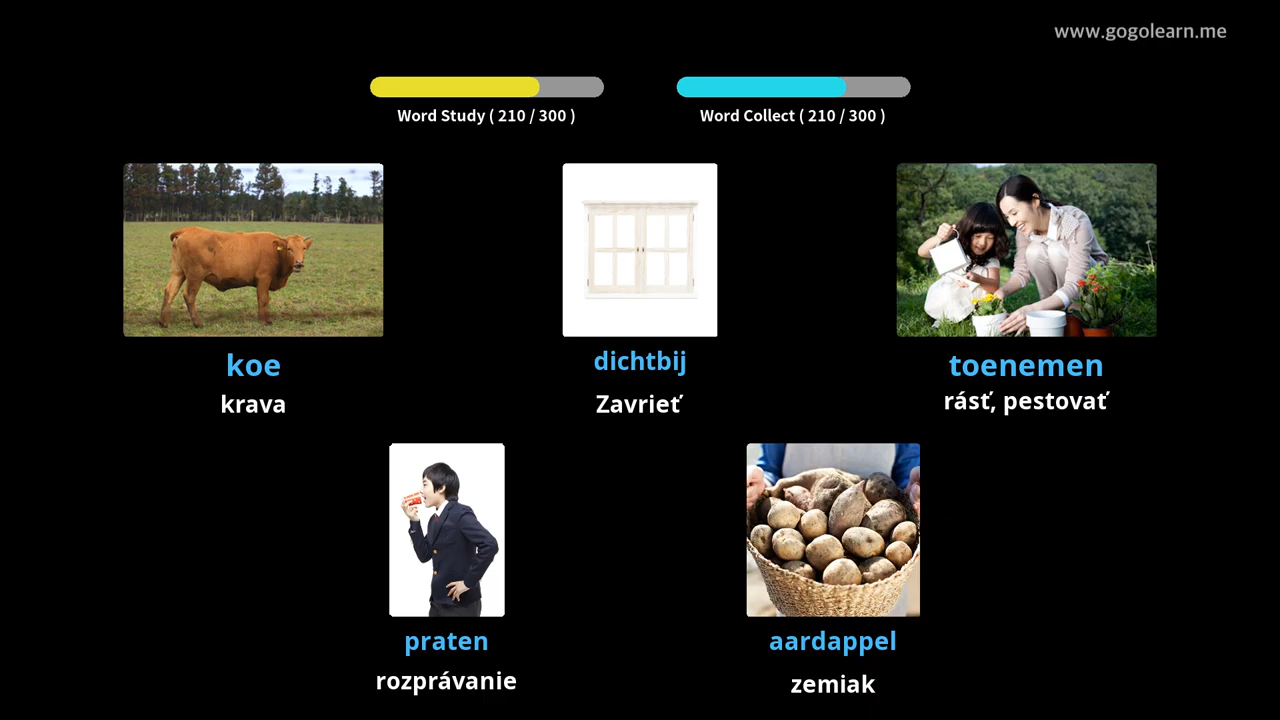 www.gogolearn.me
Word Study ( 210 / 300 )
Word Collect ( 210 / 300 )
koe
krava
dichtbij
Zavrieť
toenemen
rásť, pestovať
praten
rozprávanie
aardappel
zemiak